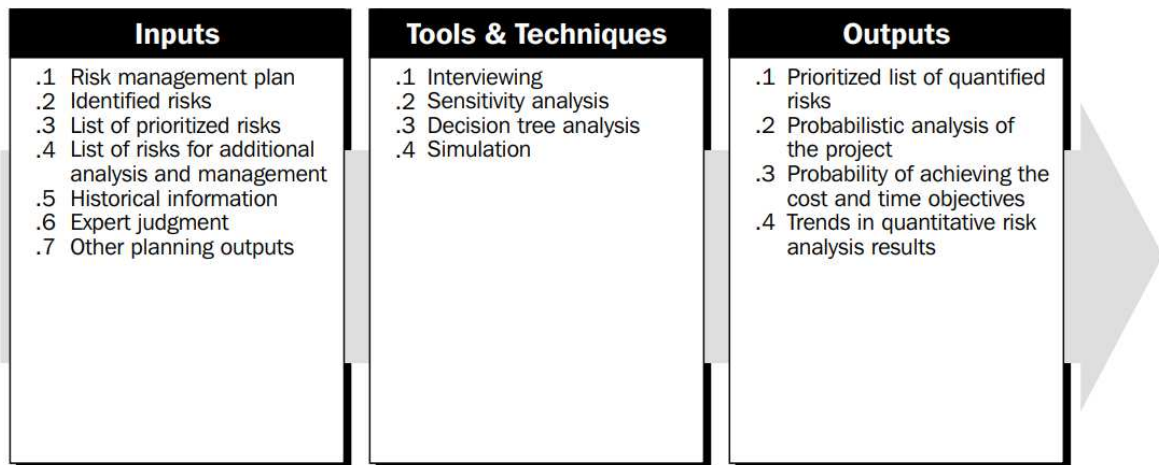 Inputs
.1 Risk management plan
.2 Identified risks
.3 List of prioritized risks
.4 List of risks for additional
analysis and management
.5 Historical information
.6 Expert judgment
.7 Other planning outputs
Tools & Techniques
.1 Interviewing
.2 Sensitivity analysis
.3 Decision tree analysis
.4 Simulation
Outputs
.1 Prioritized list of quantified
risks
.2 Probabilistic analysis of
the project
.3 Probability of achieving the
cost and time objectives
.4 Trends in quantitative risk
analysis results